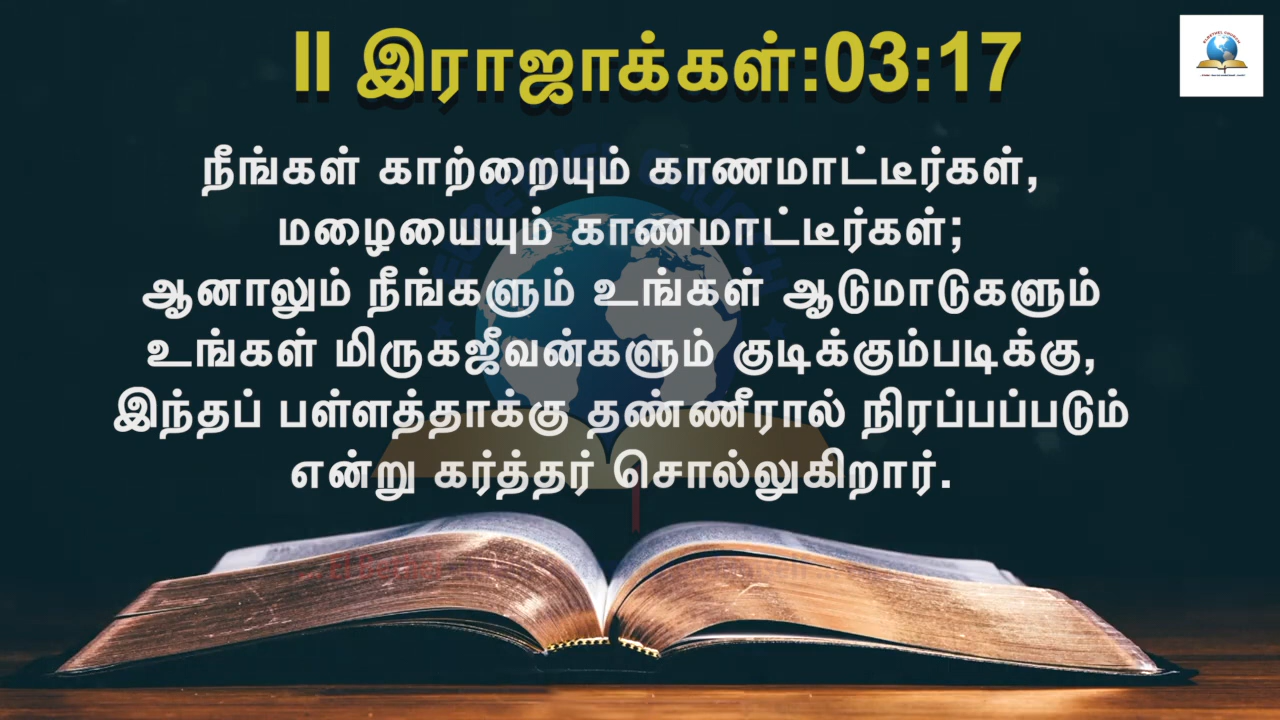 II இராஜாக்கள்:03:17
நீங்கள் காற்றையும் காணமாட்டீர்கள்,
மழையையும் காணமாட்டீர்கள்;
ஆனாலும் நீங்களும் உங்கள் ஆடுமாடுகளும்
உங்கள் மிருகஜீவன்களும் குடிக்கும்படிக்கு,
இந்தப் பள்ளத்தாக்கு தண்ணீரால் நிரப்பப்படும்
என்று கர்த்தர் சொல்லுகிறார்.